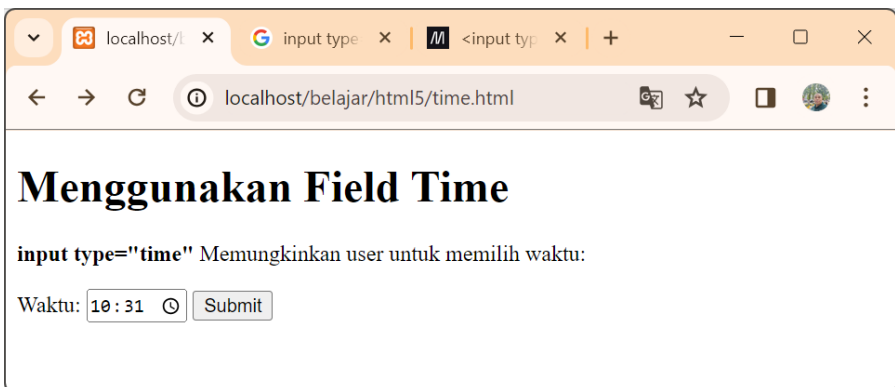 localhost/b
input type
<input typ
localhost/belajar/html5/time.html
Menggunakan Field Time
input type="time" Memungkinkan user untuk memilih waktu:
Waktu: 10:31 Submit